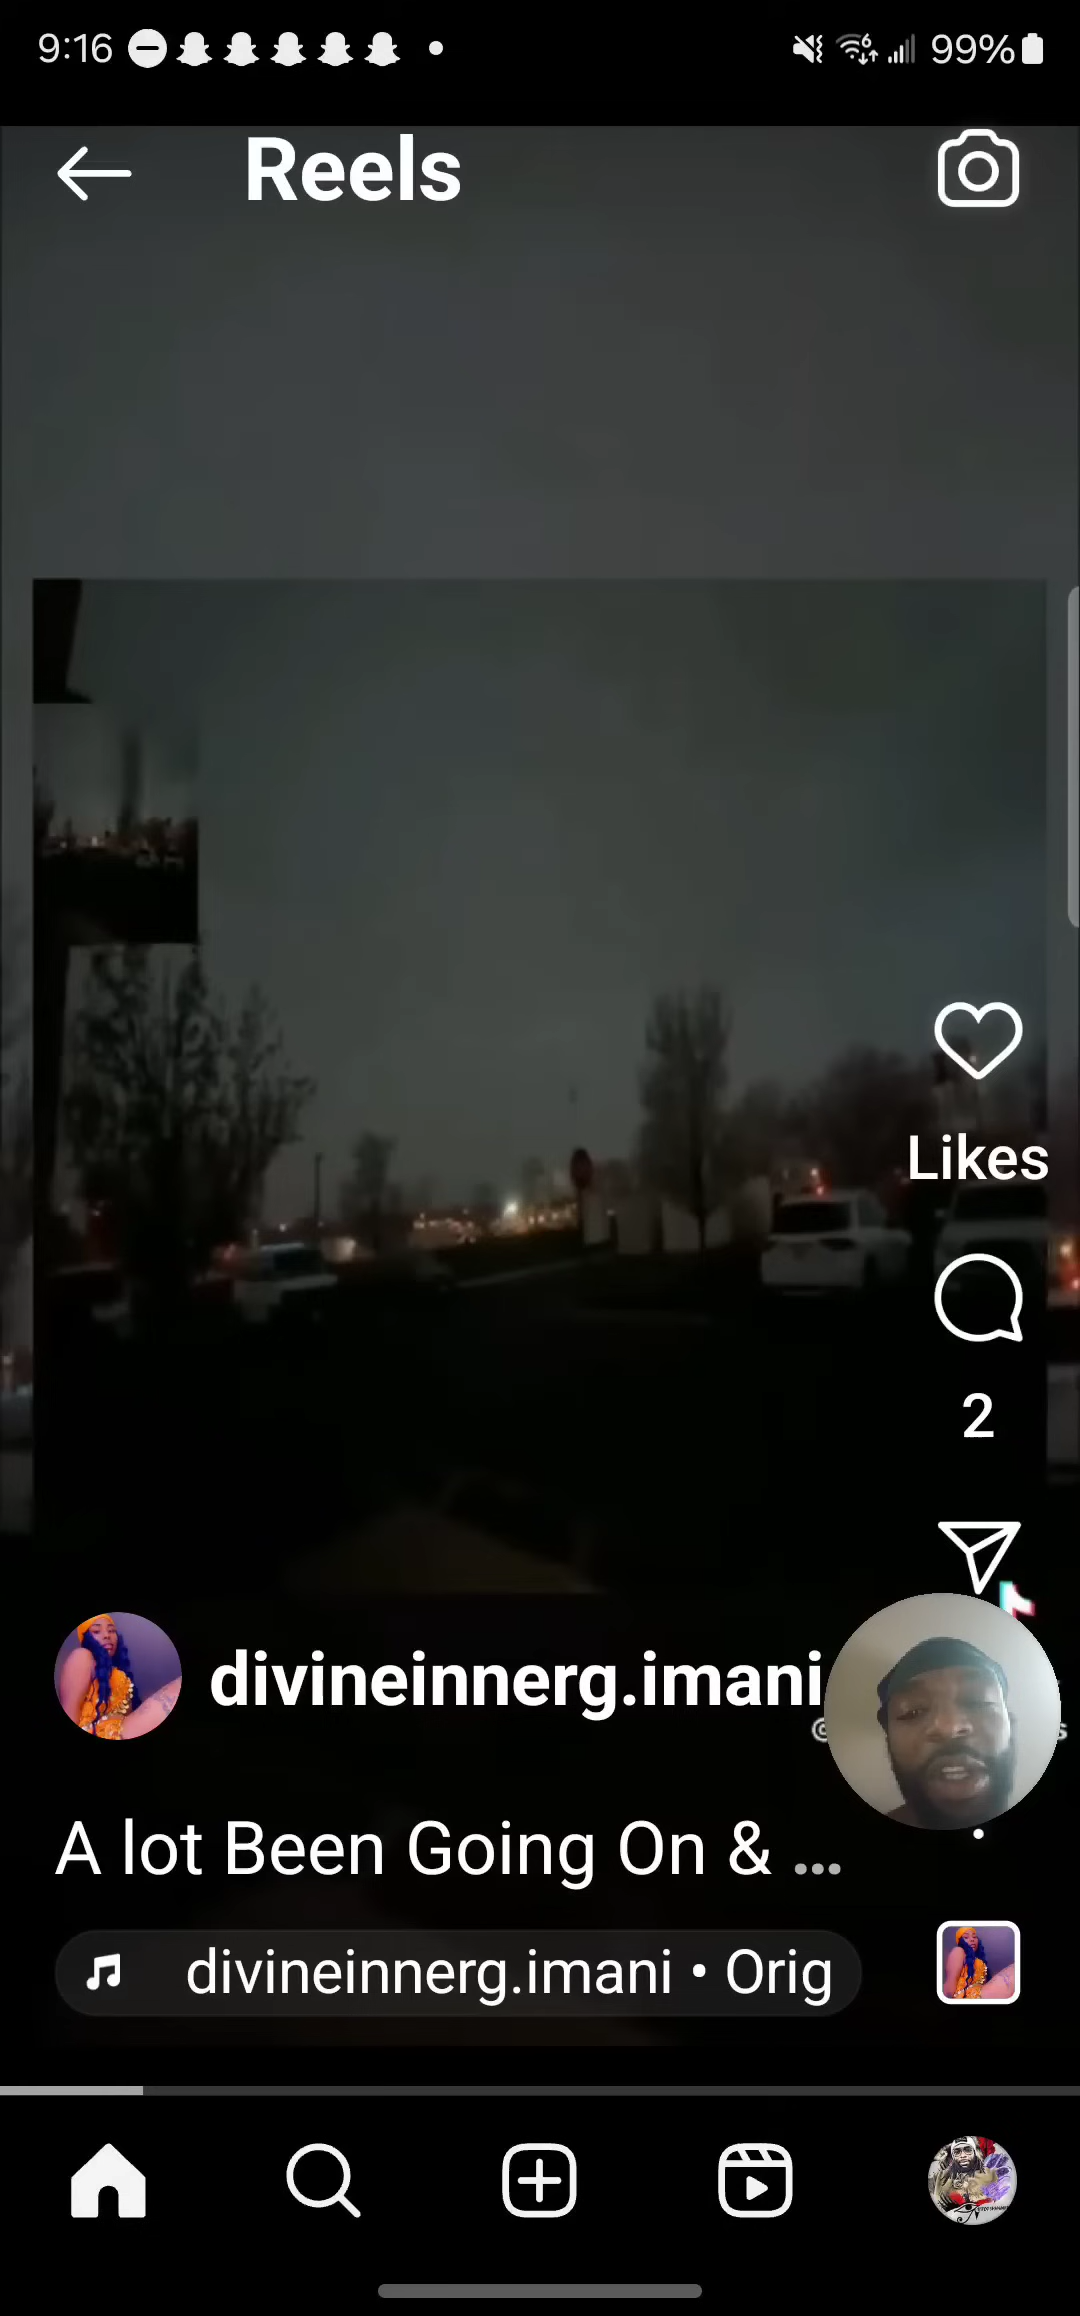 9:16
99%
Reels
Likes
2
divineinnerg.imani
A lot Been Going On & ...
divineinnerg.imani • Orig